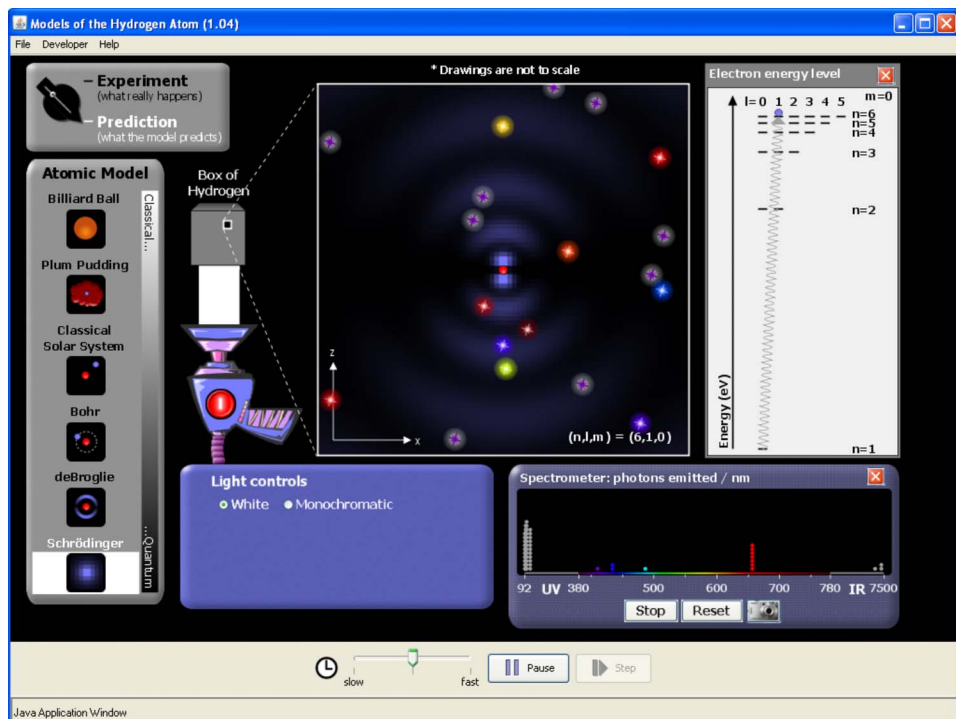 Models of the Hydrogen Atom (1.04)
File Developer Help
Experiment
(what really happens)
Prediction
(what the model predicts)
Atomic Model
Billiard Ball
Plum Pudding
Classical
Solar System
Bohr
deBroglie
Schrödinger
Classical...
...Quantum
Box of
Hydrogen
* Drawings are not to scale
z
x
(n,l,m) = (6,1,0)
Electron energy level
l= 0 1 2 3 4 5 m=0
n=6
n=5
n=4
n=3
n=2
n=1
Energy (eV)
Light controls
White Monochromatic
Spectrometer: photons emitted / nm
92 UV 380 500 600 700 780 IR 7500
Stop Reset
slow fast
Pause Step
Java Application Window